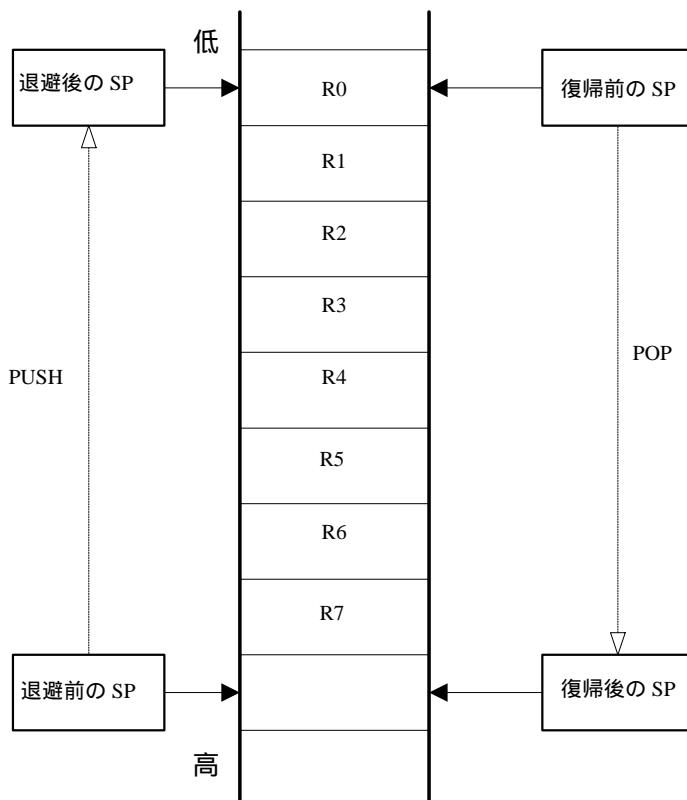 低
退避後の SP
R0
復帰前の SP
R1
R2
R3
R4
PUSH
POP
R5
R6
R7
退避前の SP
復帰後の SP
高